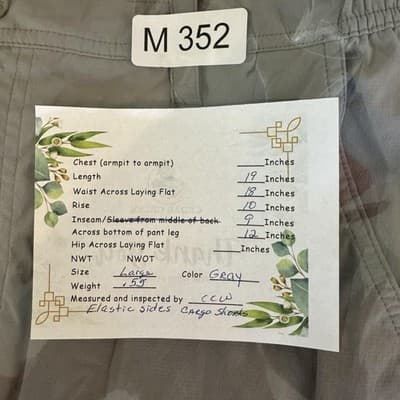 M 352
Chest (armpit to armpit) ___ Inches
Length 19 Inches
Waist Across Laying Flat 18 Inches
Rise 10 Inches
Inseam/Sleeve from middle of back 9 Inches
Across bottom of pant leg 12 Inches
Hip Across Laying Flat ___ Inches
NWT NWOT
Size Large Color GRAY
Weight .55
Measured and inspected by CCW
Elastic sides Cargo Shorts